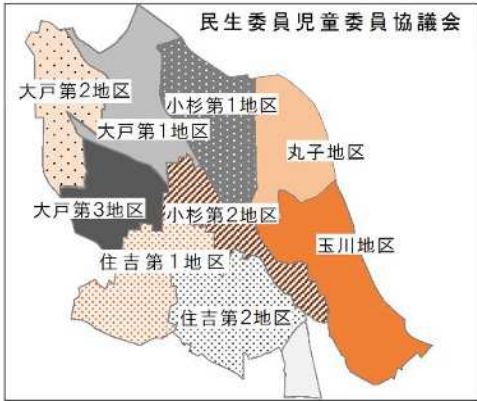 民生委員児童委員協議会
大戸第2地区
小杉第1地区
大戸第1地区
丸子地区
大戸第3地区
小杉第2地区
玉川地区
住吉第1地区
住吉第2地区